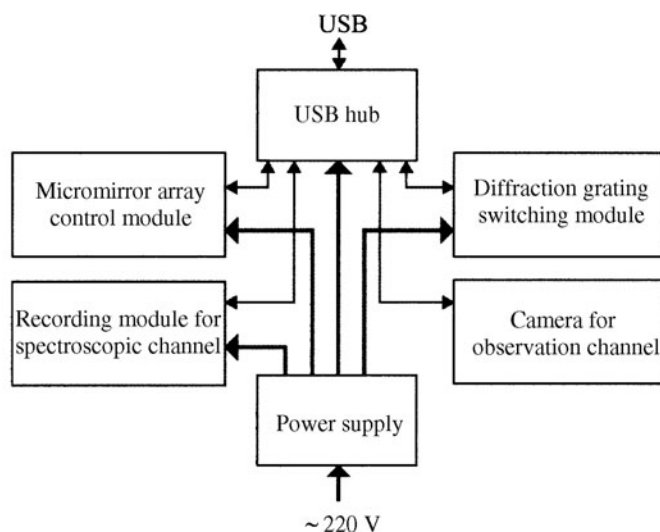 USB
USB hub
Micromirror array
control module
Diffraction grating
switching module
Recording module for
spectroscopic channel
Camera for
observation channel
Power supply
~ 220 V